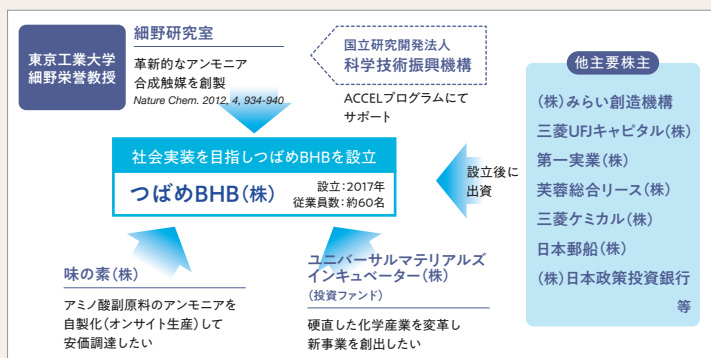 東京工業大学
細野栄誉教授
細野研究室
革新的なアンモニア
合成触媒を創製
Nature Chem. 2012, 4, 934-940
国立研究開発法人
科学技術振興機構
ACCELプログラムにて
サポート
社会実装を目指しつばめBHBを設立
つばめBHB(株)
設立:2017年
従業員数:約60名
設立後に
出資
味の素(株)
アミノ酸副原料のアンモニアを
自製化(オンサイト生産)して
安価調達したい
ユニバーサルマテリアルズ
インキュベーター(株)
(投資ファンド)
硬直した化学産業を変革し
新事業を創出したい
他主要株主
(株)みらい創造機構
三菱UFJキャピタル(株)
第一実業(株)
芙蓉総合リース(株)
三菱ケミカル(株)
日本郵船(株)
(株)日本政策投資銀行
等